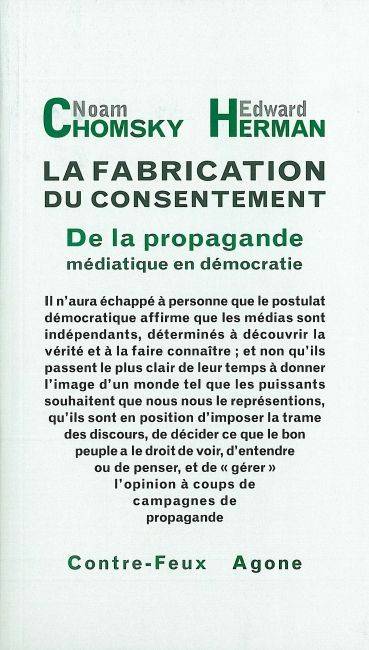 Noam Edward
CHOMSKY HERMAN
LA FABRICATION
DU CONSENTEMENT
De la propagande
médiatique en démocratie
Il n'aura échappé à personne que le postulat
démocratique affirme que les médias sont
indépendants, déterminés à découvrir la
vérité et à la faire connaître ; et non qu'ils
passent le plus clair de leur temps à donner
l'image d'un monde tel que les puissants
souhaitent que nous nous le représentions,
qu'ils sont en position d'imposer la trame
des discours, de décider ce que le bon
peuple a le droit de voir, d'entendre
ou de penser, et de « gérer »
l'opinion à coups de
campagnes de
propagande
Contre-Feux Agone